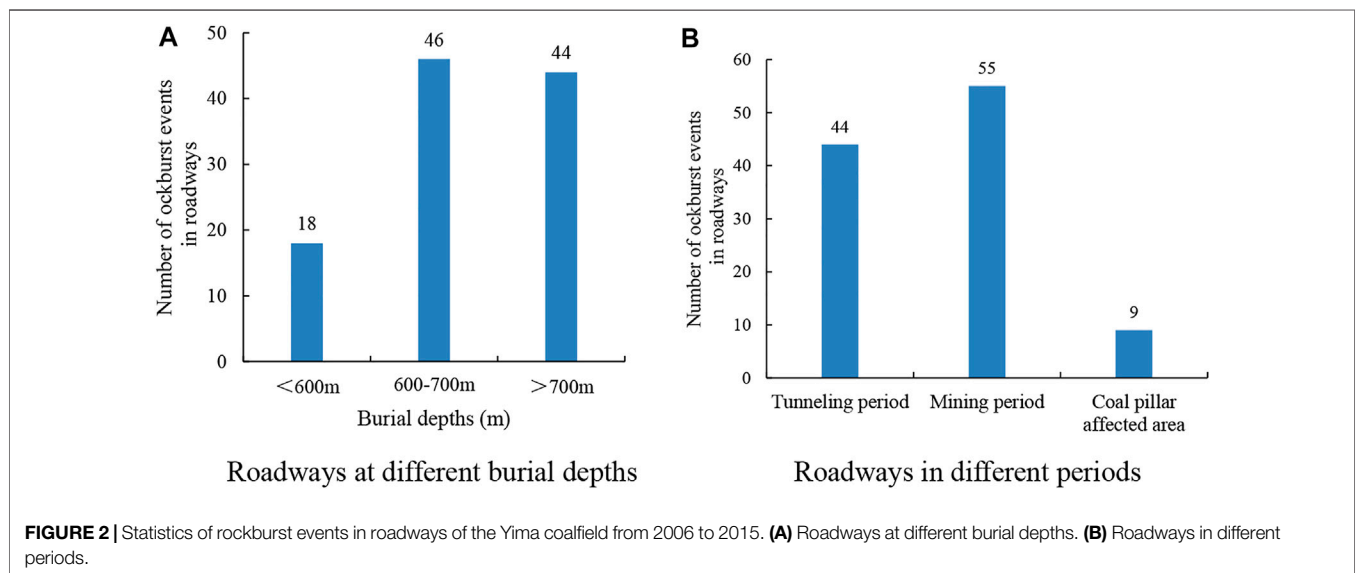 A
Number of ockburst events
in roadways
50
40
30
20
10
0
18
46
44
<600m
600-700m
>700m
Burial depths (m)
Roadways at different burial depths
B
Number of ockburst events
in roadways
60
50
40
30
20
10
0
44
55
9
Tunneling period
Mining period
Coal pillar
affected area
Roadways in different periods
FIGURE 2 | Statistics of rockburst events in roadways of the Yima coalfield from 2006 to 2015. (A) Roadways at different burial depths. (B) Roadways in different
periods.